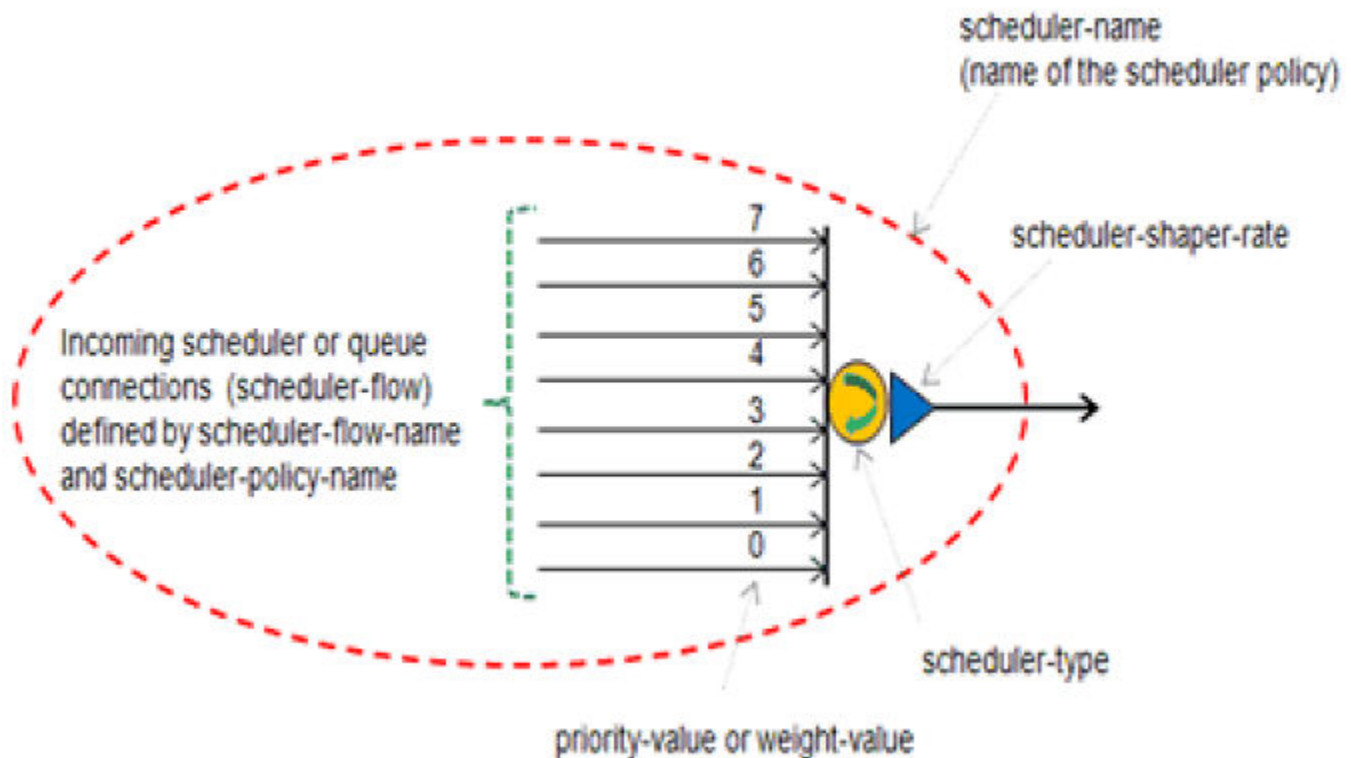 scheduler-name
(name of the scheduler policy)
scheduler-shaper-rate
7
6
5
4
3
2
1
0
Incoming scheduler or queue
connections (scheduler-flow)
defined by scheduler-flow-name
and scheduler-policy-name
scheduler-type
priority-value or weight-value